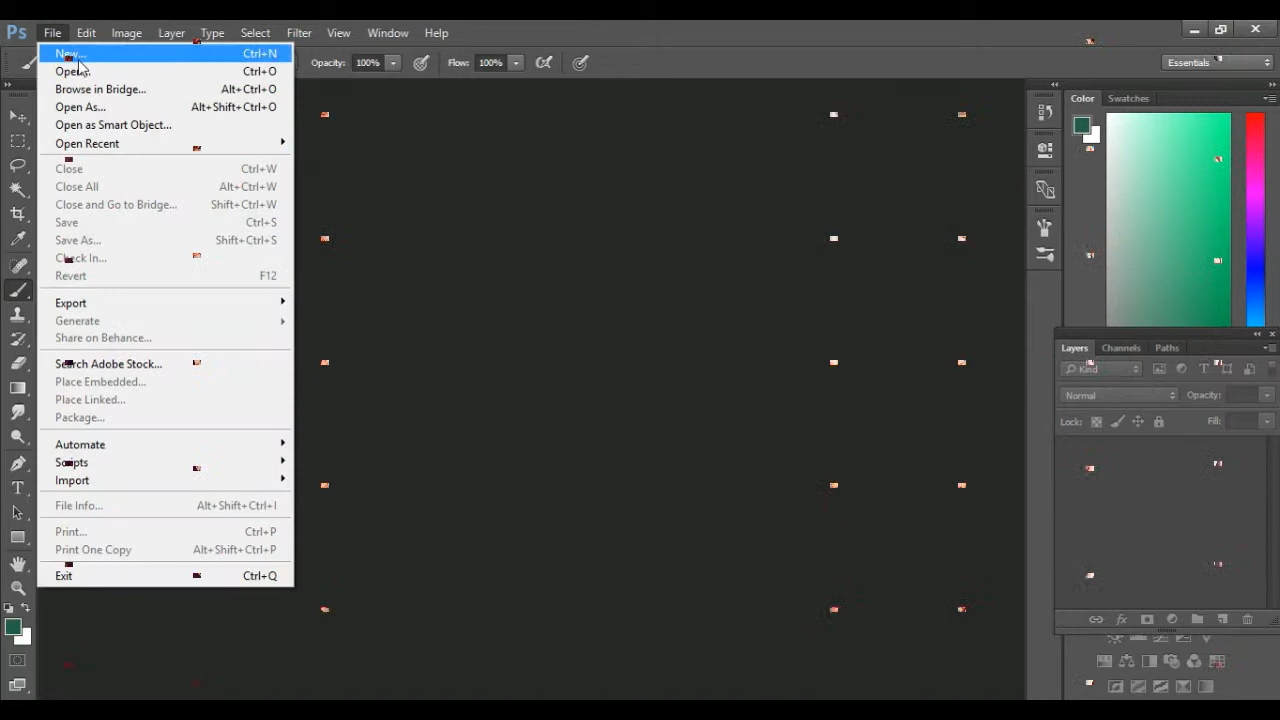 Ps File Edit Image Layer Type Select Filter View Window Help
Opacity: 100% Flow: 100% Essentials
New... Ctrl+N
Open... Ctrl+O
Browse in Bridge... Alt+Ctrl+O
Open As... Alt+Shift+Ctrl+O
Open as Smart Object...
Open Recent
Close Ctrl+W
Close All Alt+Ctrl+W
Close and Go to Bridge... Shift+Ctrl+W
Save Ctrl+S
Save As... Shift+Ctrl+S
Check In...
Revert F12
Export
Generate
Share on Behance...
Search Adobe Stock...
Place Embedded...
Place Linked...
Package...
Automate
Scripts
Import
File Info... Alt+Shift+Ctrl+I
Print... Ctrl+P
Print One Copy Alt+Shift+Ctrl+P
Exit Ctrl+Q
Color Swatches
Layers Channels Paths
Kind
Normal Opacity:
Lock: Fill:
fx